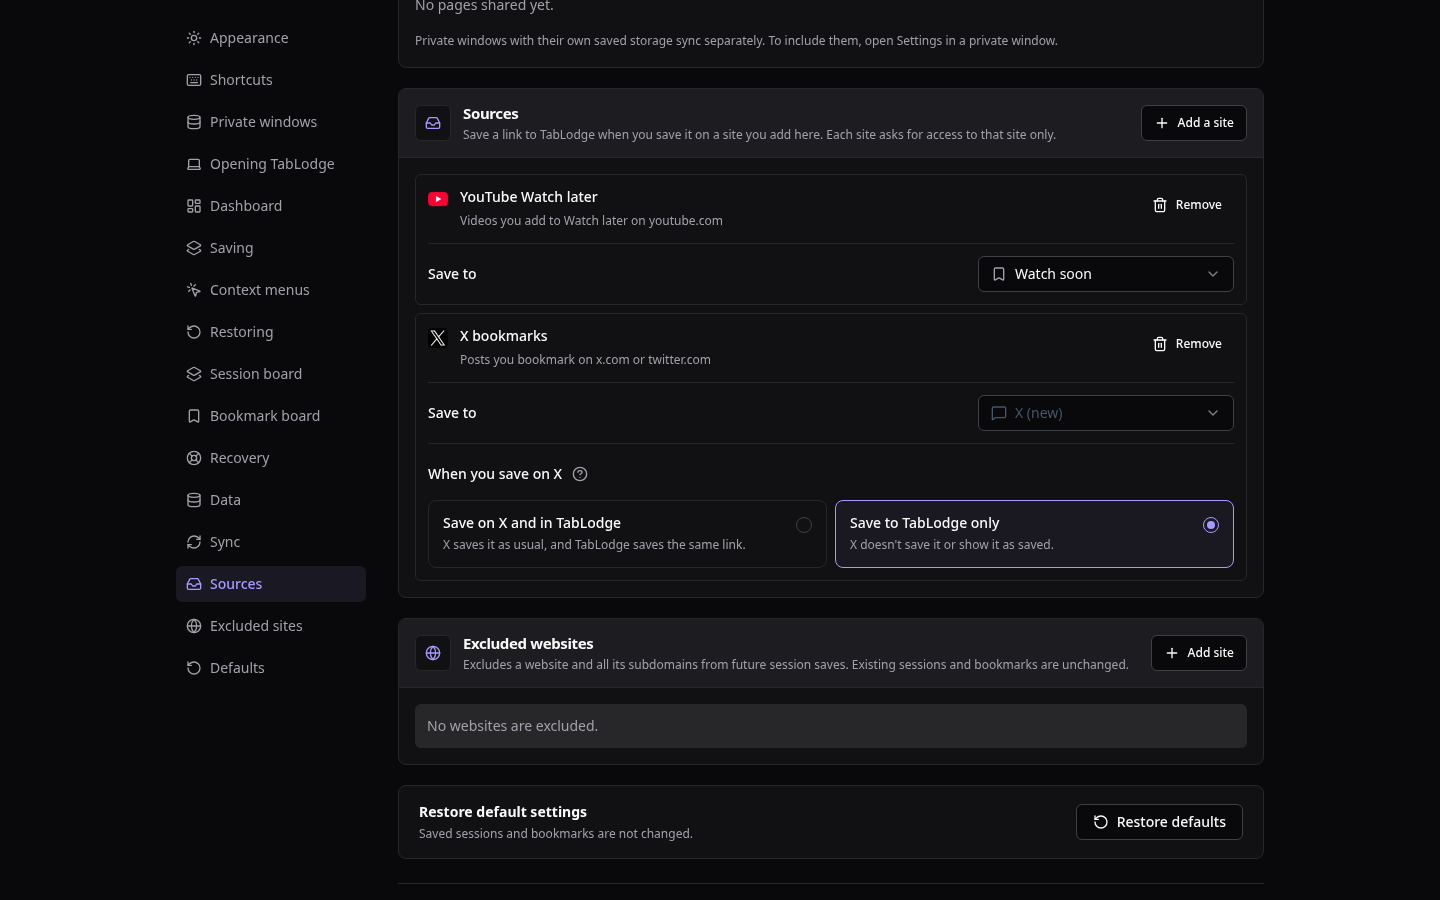 No pages shared yet.
Private windows with their own saved storage sync separately. To include them, open Settings in a private window.
Appearance
Shortcuts
Private windows
Opening TabLodge
Dashboard
Saving
Context menus
Restoring
Session board
Bookmark board
Recovery
Data
Sync
Sources
Excluded sites
Defaults
Sources
Save a link to TabLodge when you save it on a site you add here. Each site asks for access to that site only.
Add a site
YouTube Watch later
Videos you add to Watch later on youtube.com
Remove
Save to
Watch soon
X bookmarks
Posts you bookmark on x.com or twitter.com
Remove
Save to
X (new)
When you save on X
Save on X and in TabLodge
X saves it as usual, and TabLodge saves the same link.
Save to TabLodge only
X doesn't save it or show it as saved.
Excluded websites
Excludes a website and all its subdomains from future session saves. Existing sessions and bookmarks are unchanged.
Add site
No websites are excluded.
Restore default settings
Saved sessions and bookmarks are not changed.
Restore defaults